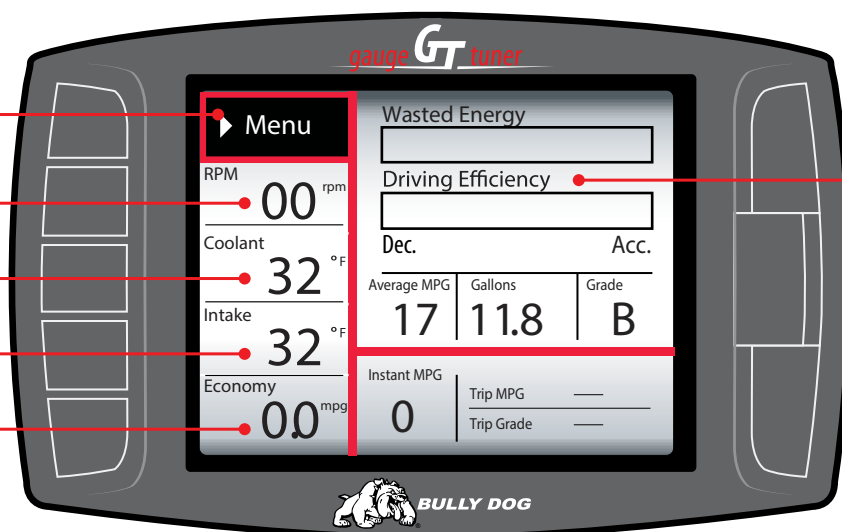 gauge GT tuner
Menu
RPM
00 rpm
Coolant
32 °F
Intake
32 °F
Economy
0.0 mpg
Wasted Energy
Driving Efficiency
Dec. Acc.
Average MPG Gallons Grade
17 11.8 B
Instant MPG
0
Trip MPG —
Trip Grade —
BULLY DOG